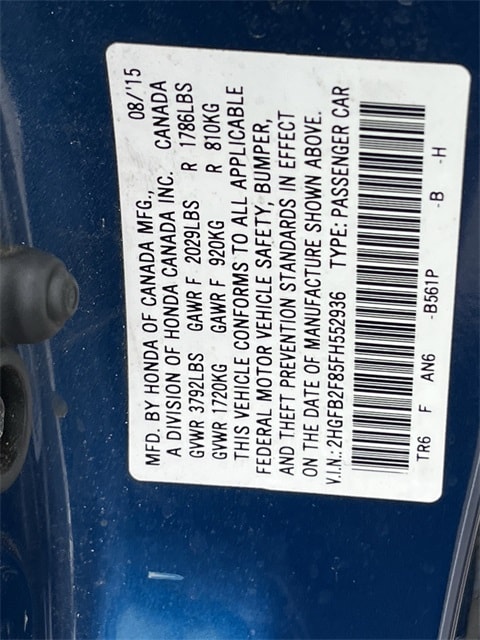 MFD. BY HONDA OF CANADA MFG., 08/'15
A DIVISION OF HONDA CANADA INC. CANADA
GVWR 3792LBS GAWR F 2029LBS R 1786LBS
GVWR 1720KG GAWR F 920KG R 810KG
THIS VEHICLE CONFORMS TO ALL APPLICABLE
FEDERAL MOTOR VEHICLE SAFETY, BUMPER,
AND THEFT PREVENTION STANDARDS IN EFFECT
ON THE DATE OF MANUFACTURE SHOWN ABOVE.
V.I.N.: 2HGFB2F85FH552936 TYPE: PASSENGER CAR
TR6 F AN6 -B561P -B -H